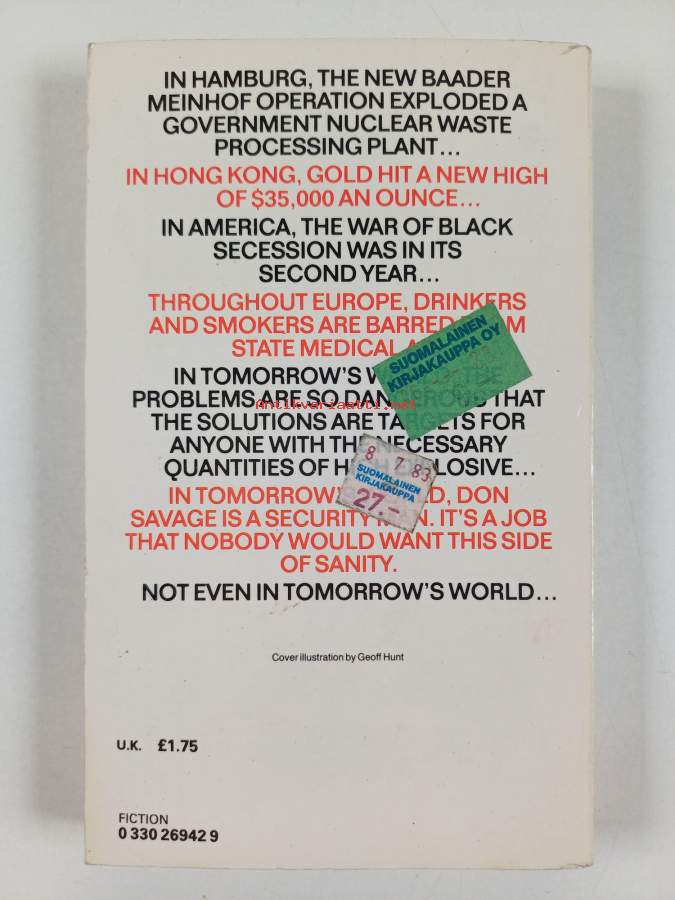 IN HAMBURG, THE NEW BAADER
MEINHOF OPERATION EXPLODED A
GOVERNMENT NUCLEAR WASTE
PROCESSING PLANT...
IN HONG KONG, GOLD HIT A NEW HIGH
OF $35,000 AN OUNCE...
IN AMERICA, THE WAR OF BLACK
SECESSION WAS IN ITS
SECOND YEAR...
THROUGHOUT EUROPE, DRINKERS
AND SMOKERS ARE BARRED
STATE MEDICAL
SUOMALAINEN
KIRJAKAUPPA OY
IN TOMORROW'S THE
PROBLEMS ARE SO DANGEROUS THAT
Antikvariaatti.net
THE SOLUTIONS ARE TARGETS FOR
ANYONE WITH THE NECESSARY
QUANTITIES OF
8 7 83
SUOMALAINEN
KIRJAKAUPPA
27.-
IN DON
SAVAGE IS A SECURITY IT'S A JOB
THAT NOBODY WOULD WANT THIS SIDE
OF SANITY.
NOT EVEN IN TOMORROW'S WORLD...
Cover illustration by Geoff Hunt
U.K. £1.75
FICTION
0 330 26942 9